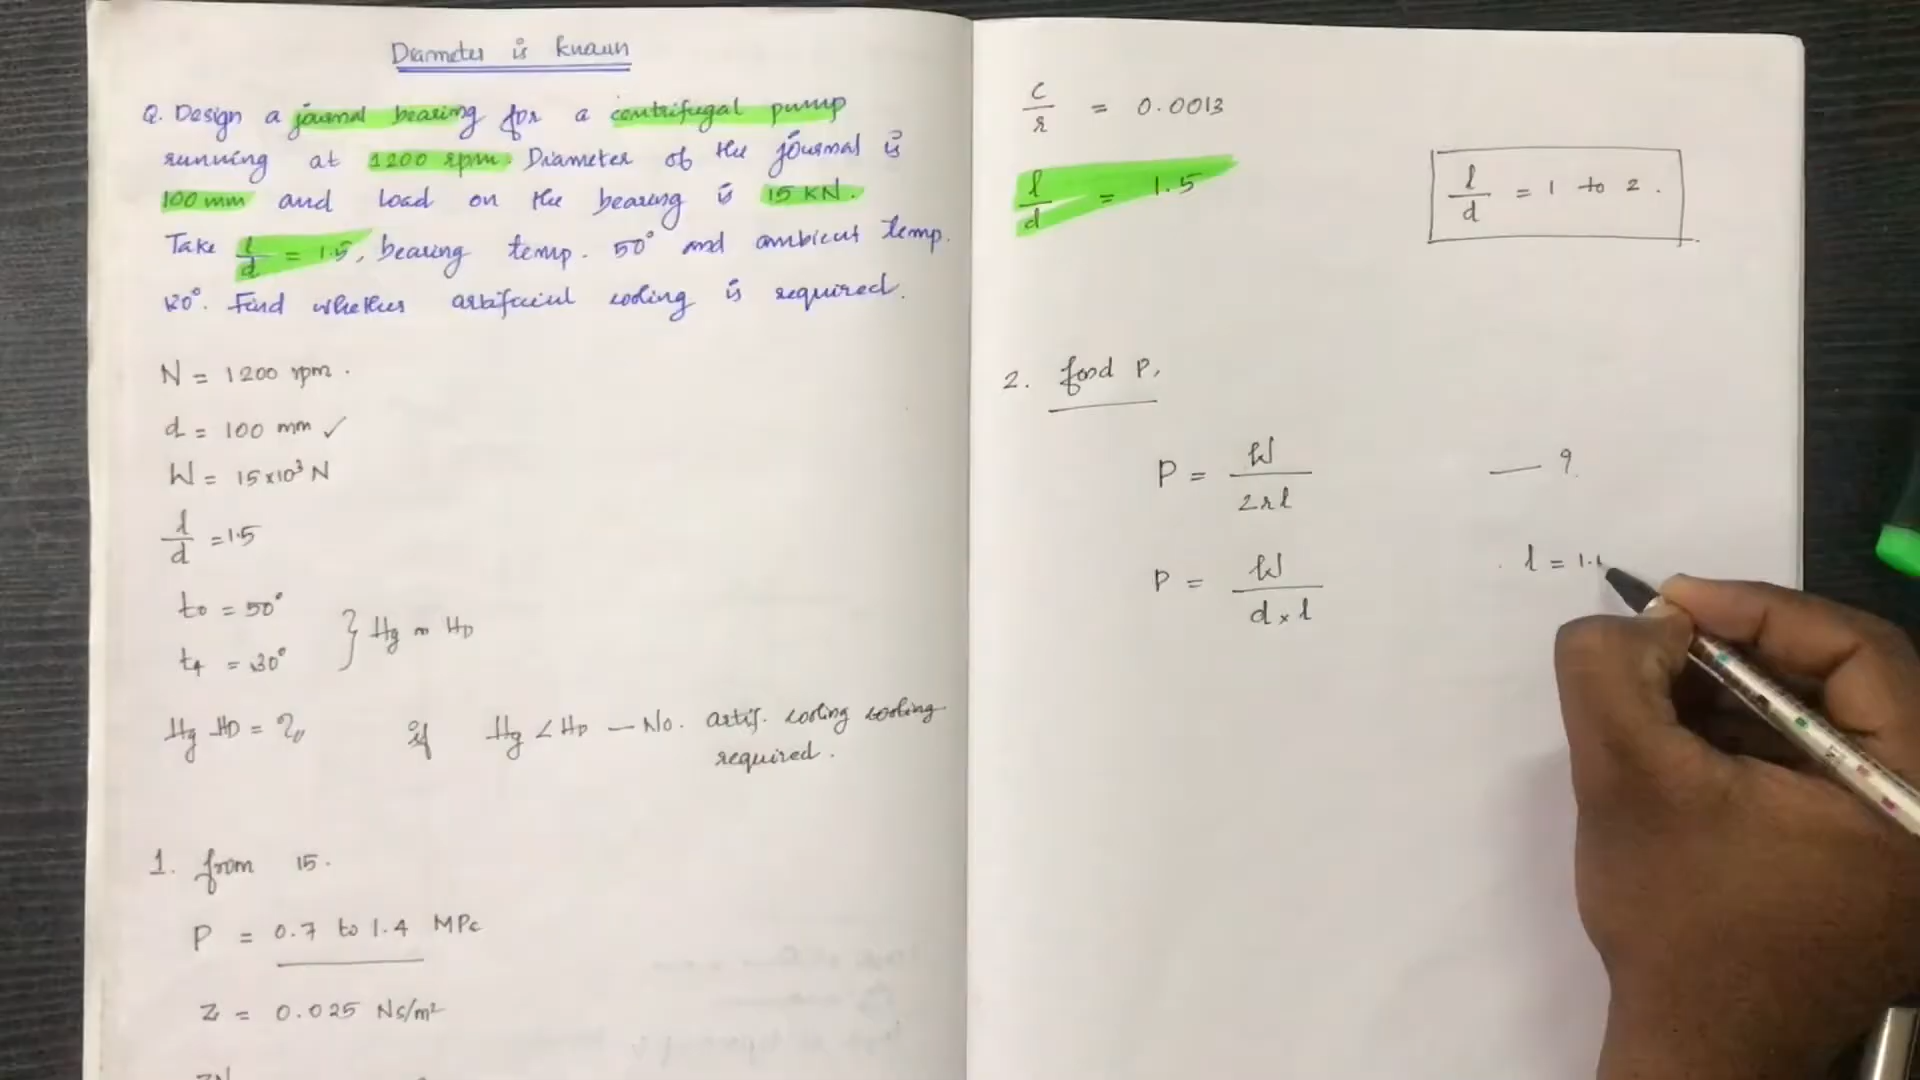 Diameter is known
Q. Design a journal bearing for a centrifugal pump
running at 1200 rpm. Diameter of the journal is
100 mm and load on the bearing is 15 KN.
Take l/d = 1.5, bearing temp. 50° and ambient temp.
30°. Find whether artificial cooling is required.
N = 1200 rpm.
d = 100 mm ✓
W = 15x10³ N
l/d = 1.5
to = 50°
tA = 30°
} Hg ~ HD
Hg HD = ?
if Hg < HD — No. artif. cooling cooling
required.
1. from 15.
P = 0.7 to 1.4 MPa
Z = 0.025 Ns/m²
ZN
c/r = 0.0013
l/d = 1.5
l/d = 1 to 2.
2. find P,
P = W/2rl — 9.
P = W/d x l
l = 1.